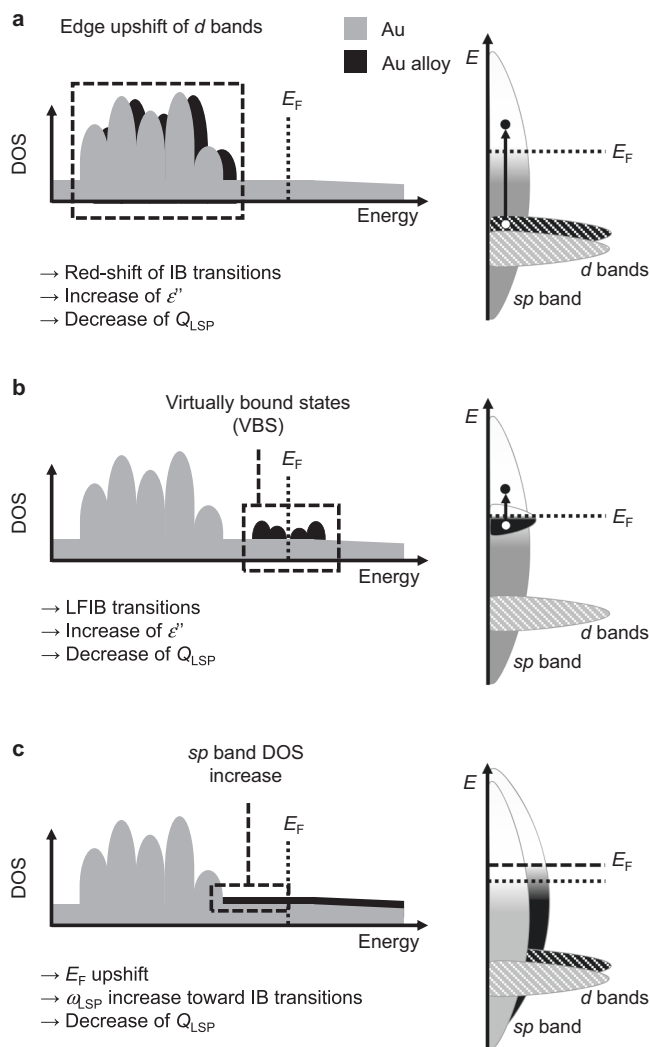 a
Edge upshift of d bands
Au
Au alloy
DOS
E_F
Energy
→ Red-shift of IB transitions
→ Increase of ε”
→ Decrease of Q_LSP
E
E_F
d bands
sp band
b
Virtually bound states
(VBS)
E_F
DOS
Energy
→ LFIB transitions
→ Increase of ε”
→ Decrease of Q_LSP
E
E_F
d bands
sp band
c
sp band DOS
increase
E_F
DOS
Energy
→ E_F upshift
→ ω_LSP increase toward IB transitions
→ Decrease of Q_LSP
E
E_F
d bands
sp band